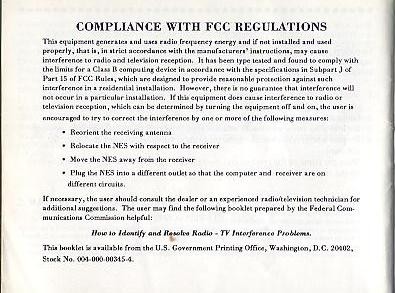 COMPLIANCE WITH FCC REGULATIONS
This equipment generates and uses radio frequency energy and if not installed and used
properly, that is, in strict accordance with the manufacturers' instructions, may cause
interference to radio and television reception. It has been type tested and found to comply with
the limits for a Class B computing device in accordance with the specifications in Subpart J of
Part 15 of FCC Rules, which are designed to provide reasonable protection against such
interference in a residential installation. However, there is no guarantee that interference will
not occur in a particular installation. If this equipment does cause interference to radio or
television reception, which can be determined by turning the equipment off and on, the user is
encouraged to try to correct the interference by one or more of the following measures:
• Reorient the receiving antenna
• Relocate the NES with respect to the receiver
• Move the NES away from the receiver
• Plug the NES into a different outlet so that the computer and receiver are on
different circuits.
If necessary, the user should consult the dealer or an experienced radio/television technician for
additional suggestions. The user may find the following booklet prepared by the Federal Com-
munications Commission helpful:
How to Identify and Resolve Radio - TV Interference Problems.
This booklet is available from the U.S. Government Printing Office, Washington, D.C. 20402,
Stock No. 004-000-00345-4.